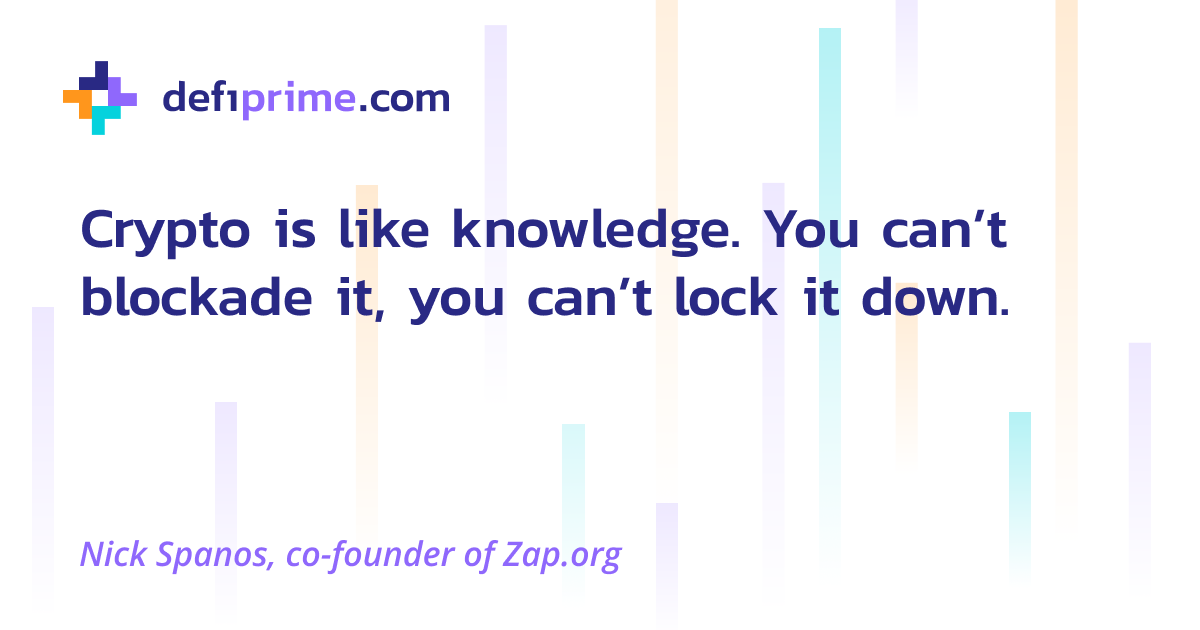 defiprime.com
Crypto is like knowledge. You can’t
blockade it, you can’t lock it down.
Nick Spanos, co-founder of Zap.org